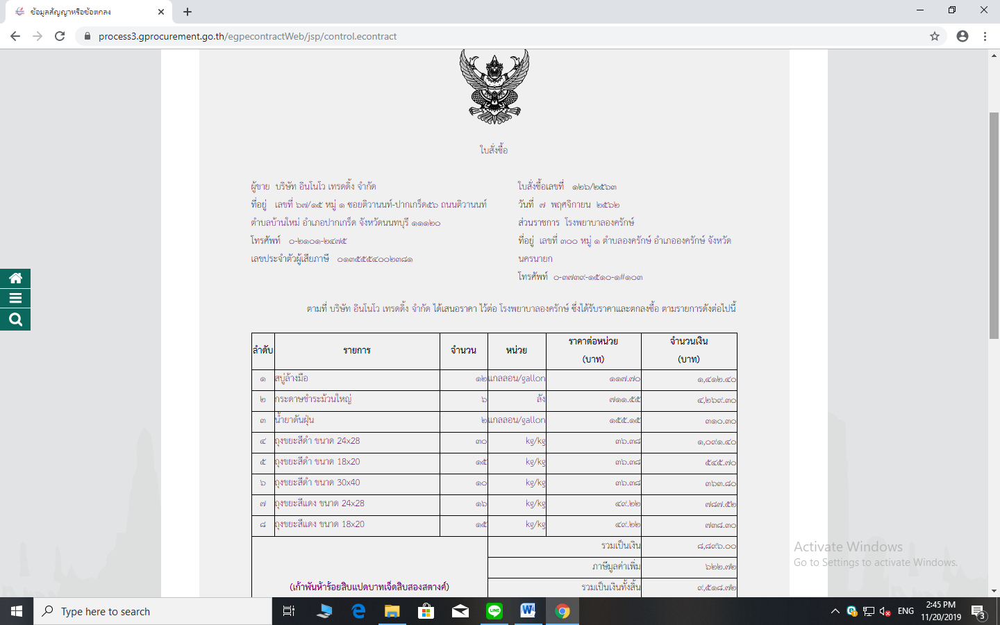 ข้อมูลสัญญาหรือข้อตกลง
process3.gprocurement.go.th/egpecontractWeb/jsp/control.econtract
ใบสั่งซื้อ
ผู้ขาย บริษัท อินโนโว เทรดดิ้ง จำกัด
ที่อยู่ เลขที่ ๖๗/๑๕ หมู่ ๑ ซอยติวานนท์-ปากเกร็ด๕๖ ถนนติวานนท์
ตำบลบ้านใหม่ อำเภอปากเกร็ด จังหวัดนนทบุรี ๑๑๑๒๐
โทรศัพท์ ๐-๒๑๐๑-๒๔๗๕
เลขประจำตัวผู้เสียภาษี ๐๑๓๕๕๕๔๐๐๒๓๘๑
ใบสั่งซื้อเลขที่ ๑๒๖/๒๕๖๓
วันที่ ๗ พฤศจิกายน ๒๕๖๒
ส่วนราชการ โรงพยาบาลองครักษ์
ที่อยู่ เลขที่ ๓๐๐ หมู่ ๑ ตำบลองครักษ์ อำเภอองครักษ์ จังหวัด
นครนายก
โทรศัพท์ ๐-๓๗๓๙-๑๕๑๐-๑#๑๐๓
ตามที่ บริษัท อินโนโว เทรดดิ้ง จำกัด ได้เสนอราคา ไว้ต่อ โรงพยาบาลองครักษ์ ซึ่งได้รับราคาและตกลงซื้อ ตามรายการดังต่อไปนี้
ลำดับ รายการ จำนวน หน่วย ราคาต่อหน่วย (บาท) จำนวนเงิน (บาท)
๑ สบู่ล้างมือ ๑๒ แกลลอน/gallon ๑๑๗.๗๐ ๑,๔๑๒.๔๐
๒ กระดาษชำระม้วนใหญ่ ๖ ลัง ๗๑๑.๕๕ ๔,๒๖๙.๓๐
๓ น้ำยาดันฝุ่น ๒ แกลลอน/gallon ๑๕๕.๑๕ ๓๑๐.๓๐
๔ ถุงขยะสีดำ ขนาด 24x28 ๓๐ kg/kg ๓๖.๓๘ ๑,๐๙๑.๔๐
๕ ถุงขยะสีดำ ขนาด 18x20 ๑๕ kg/kg ๓๖.๓๘ ๕๔๕.๗๐
๖ ถุงขยะสีดำ ขนาด 30x40 ๑๐ kg/kg ๓๖.๓๘ ๓๖๓.๘๐
๗ ถุงขยะสีแดง ขนาด 24x28 ๑๖ kg/kg ๔๙.๒๒ ๗๘๗.๕๒
๘ ถุงขยะสีแดง ขนาด 18x20 ๑๕ kg/kg ๔๙.๒๒ ๗๓๘.๓๐
รวมเป็นเงิน ๘,๘๙๖.๐๐
ภาษีมูลค่าเพิ่ม ๖๒๒.๗๒
(เก้าพันห้าร้อยสิบแปดบาทเจ็ดสิบสองสตางค์) รวมเป็นเงินทั้งสิ้น ๙,๕๑๘.๗๒
Activate Windows
Go to Settings to activate Windows.
Type here to search
LINE
ENG
2:45 PM
11/20/2019
3